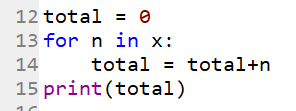 12 total = 0
13 for n in x:
14     total = total+n
15 print(total)